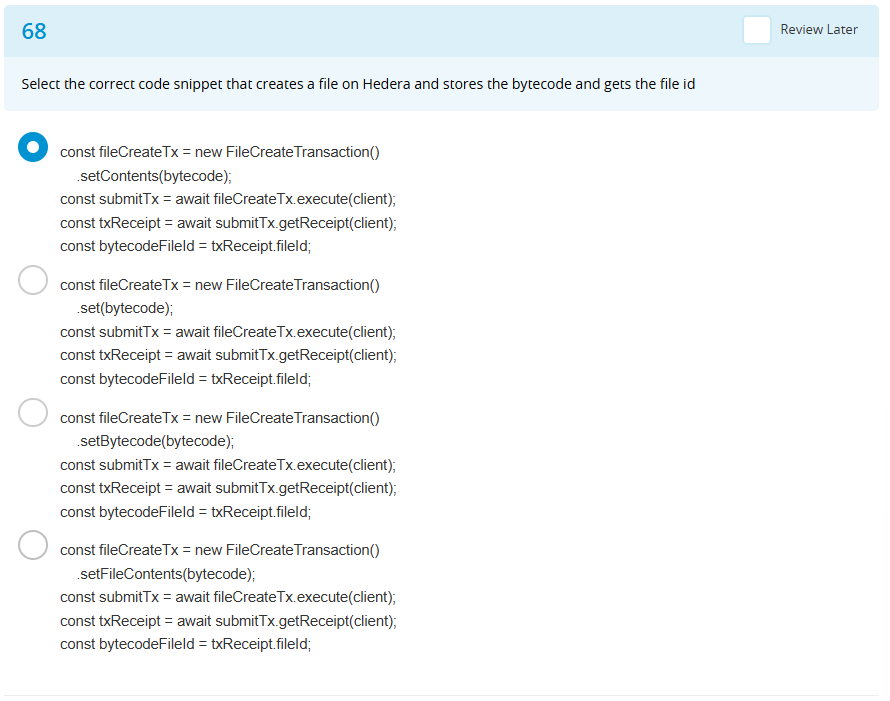 68
Review Later
Select the correct code snippet that creates a file on Hedera and stores the bytecode and gets the file id
const fileCreateTx = new FileCreateTransaction()
.setContents(bytecode);
const submitTx = await fileCreateTx.execute(client);
const txReceipt = await submitTx.getReceipt(client);
const bytecodeFileId = txReceipt.fileId;
const fileCreateTx = new FileCreateTransaction()
.set(bytecode);
const submitTx = await fileCreateTx.execute(client);
const txReceipt = await submitTx.getReceipt(client);
const bytecodeFileId = txReceipt.fileId;
const fileCreateTx = new FileCreateTransaction()
.setBytecode(bytecode);
const submitTx = await fileCreateTx.execute(client);
const txReceipt = await submitTx.getReceipt(client);
const bytecodeFileId = txReceipt.fileId;
const fileCreateTx = new FileCreateTransaction()
.setFileContents(bytecode);
const submitTx = await fileCreateTx.execute(client);
const txReceipt = await submitTx.getReceipt(client);
const bytecodeFileId = txReceipt.fileId;